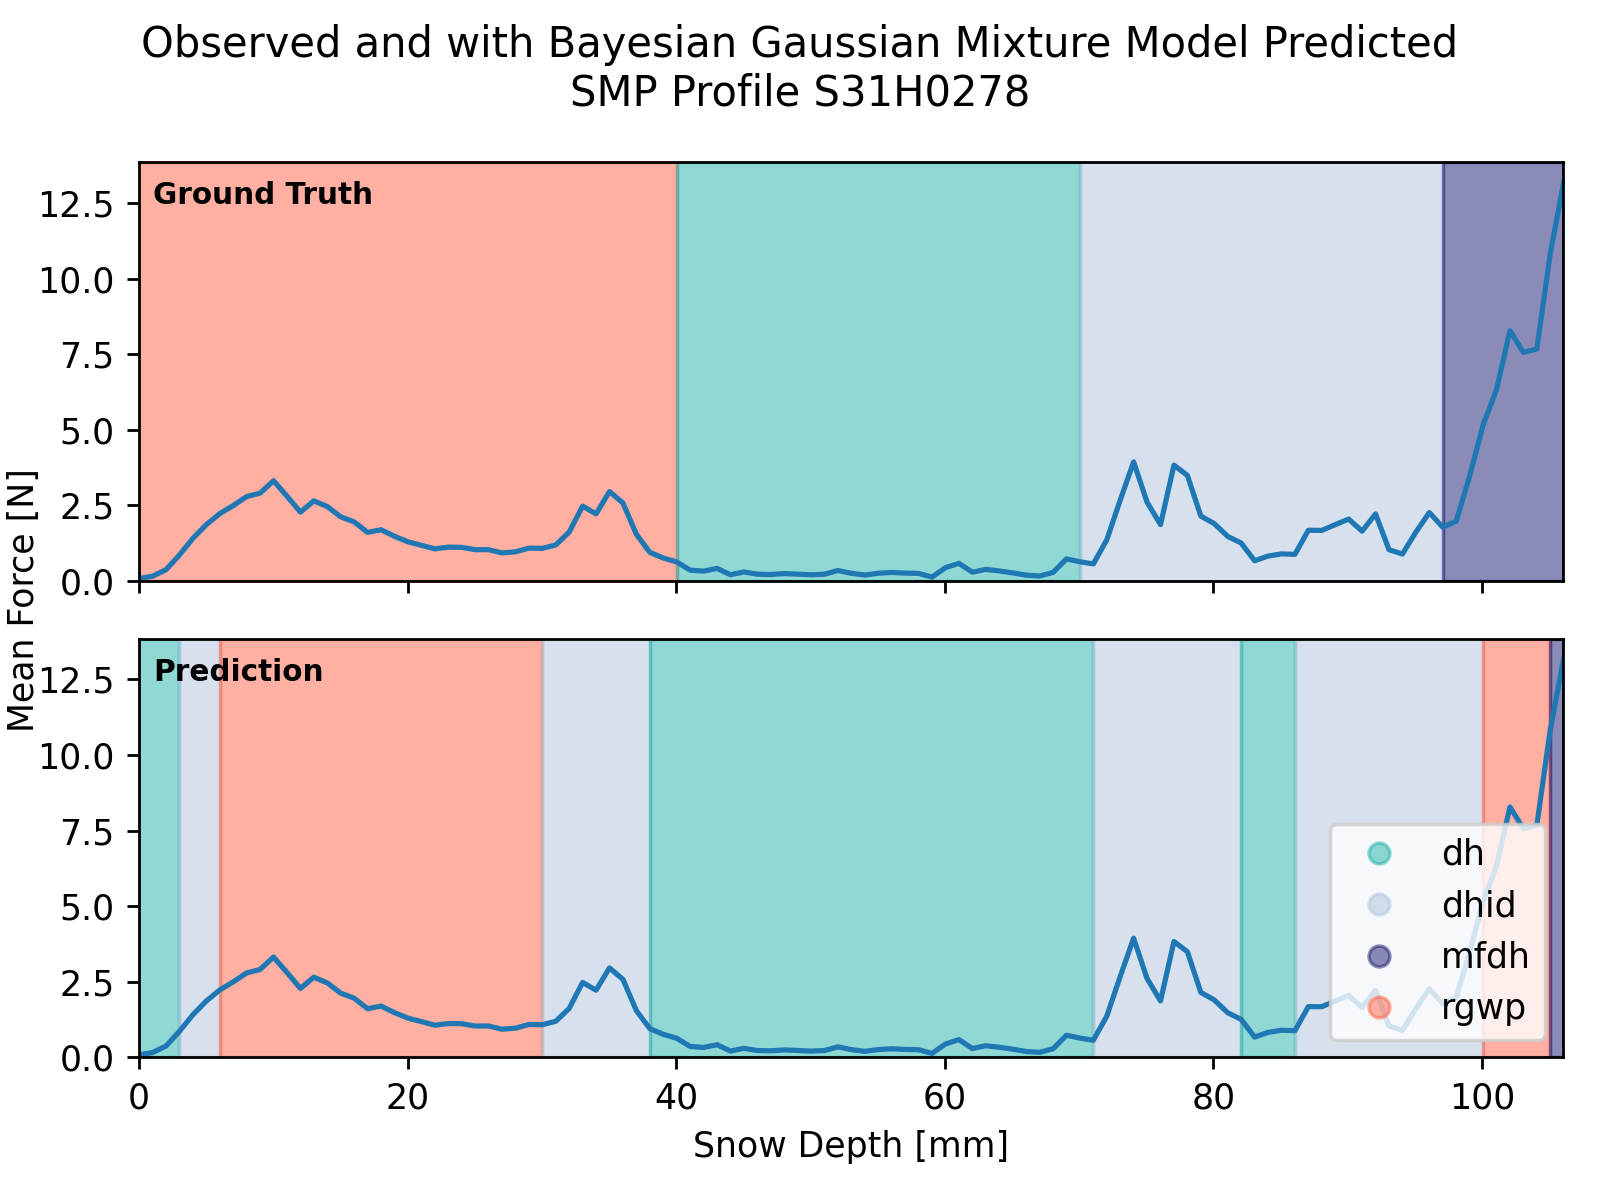 Observed and with Bayesian Gaussian Mixture Model Predicted
SMP Profile S31H0278
Mean Force [N]
Ground Truth
12.5
10.0
7.5
5.0
2.5
0.0
Prediction
12.5
10.0
7.5
5.0
2.5
0.0
dh
dhid
mfdh
rgwp
0 20 40 60 80 100
Snow Depth [mm]